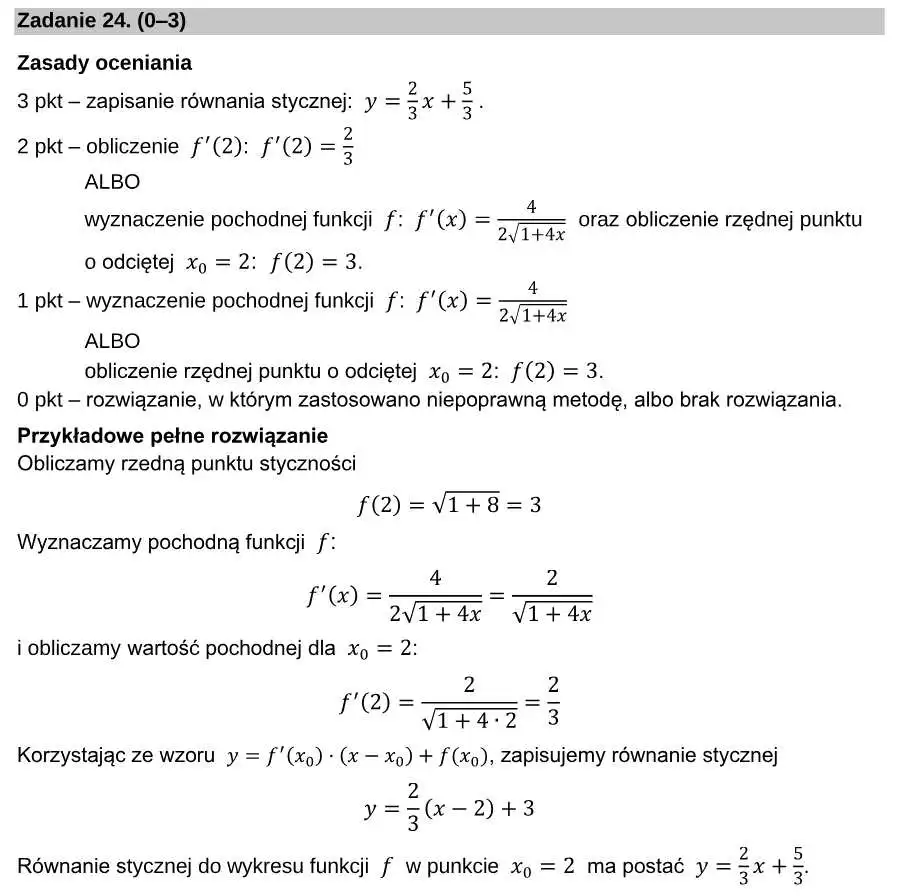 Zadanie 24. (0–3)
Zasady oceniania
3 pkt – zapisanie równania stycznej: y = 2/3 x + 5/3 .
2 pkt – obliczenie f′(2): f′(2) = 2/3
ALBO
wyznaczenie pochodnej funkcji f: f′(x) = 4/(2√(1+4x)) oraz obliczenie rzędnej punktu
o odciętej x₀ = 2: f(2) = 3.
1 pkt – wyznaczenie pochodnej funkcji f: f′(x) = 4/(2√(1+4x))
ALBO
obliczenie rzędnej punktu o odciętej x₀ = 2: f(2) = 3.
0 pkt – rozwiązanie, w którym zastosowano niepoprawną metodę, albo brak rozwiązania.
Przykładowe pełne rozwiązanie
Obliczamy rzedną punktu styczności
f(2) = √(1 + 8) = 3
Wyznaczamy pochodną funkcji f:
f′(x) = 4/(2√(1 + 4x)) = 2/√(1 + 4x)
i obliczamy wartość pochodnej dla x₀ = 2:
f′(2) = 2/√(1 + 4 · 2) = 2/3
Korzystając ze wzoru y = f′(x₀) · (x − x₀) + f(x₀), zapisujemy równanie stycznej
y = 2/3 (x − 2) + 3
Równanie stycznej do wykresu funkcji f w punkcie x₀ = 2 ma postać y = 2/3 x + 5/3.